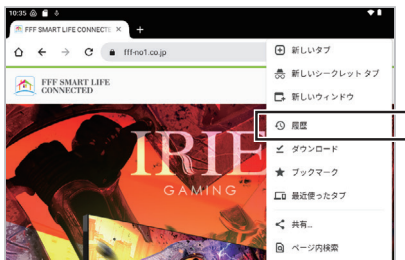 10:35
FFF SMART LIFE CONNECTE
fff-no1.co.jp
FFF SMART LIFE
CONNECTED
IRIE
GAMING
新しいタブ
新しいシークレット タブ
新しいウィンドウ
履歴
ダウンロード
ブックマーク
最近使ったタブ
共有...
ページ内検索